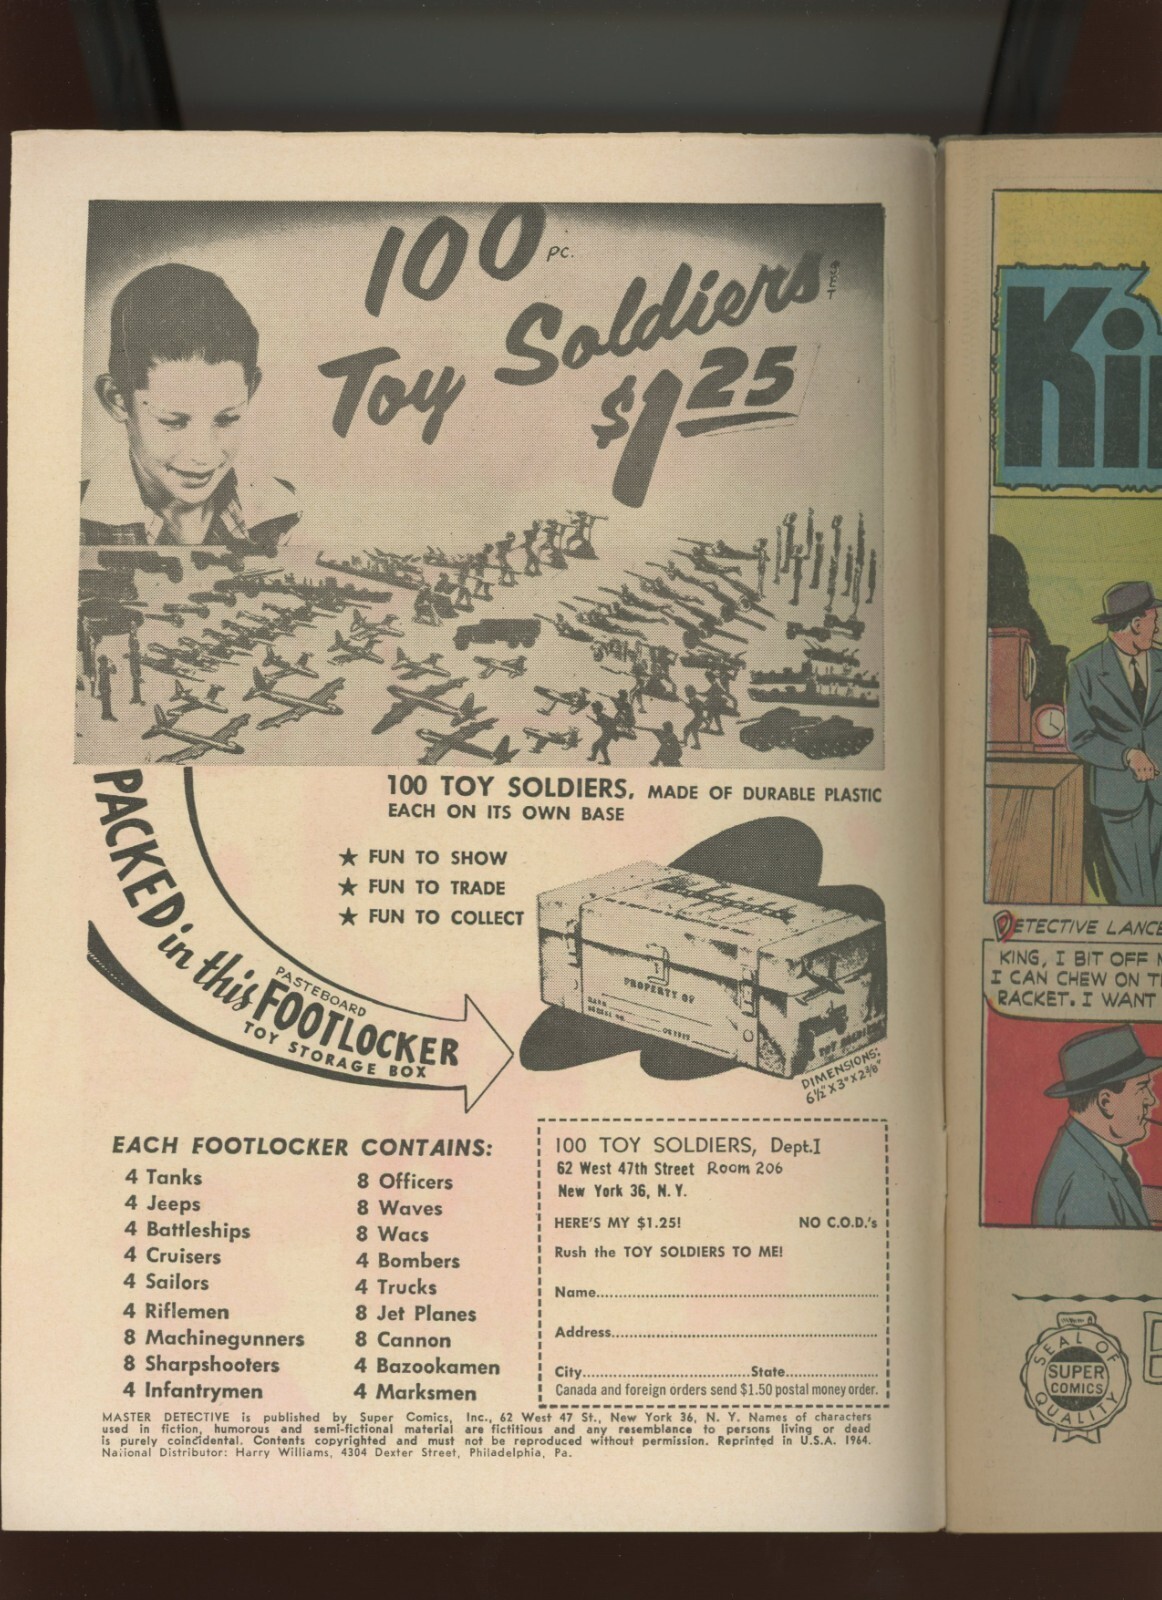 100 PC.
Toy Soldiers SET
$1.25
PACKED in this
PASTEBOARD
FOOTLOCKER
TOY STORAGE BOX
100 TOY SOLDIERS, MADE OF DURABLE PLASTIC
EACH ON ITS OWN BASE
★ FUN TO SHOW
★ FUN TO TRADE
★ FUN TO COLLECT
PROPERTY OF
TOY SOLDIERS
DIMENSIONS:
6½"X3"X2⅜"
EACH FOOTLOCKER CONTAINS:
4 Tanks
4 Jeeps
4 Battleships
4 Cruisers
4 Sailors
4 Riflemen
8 Machinegunners
8 Sharpshooters
4 Infantrymen
8 Officers
8 Waves
8 Wacs
4 Bombers
4 Trucks
8 Jet Planes
8 Cannon
4 Bazookamen
4 Marksmen
100 TOY SOLDIERS, Dept.I
62 West 47th Street Room 206
New York 36, N. Y.
HERE'S MY $1.25! NO C.O.D.'s
Rush the TOY SOLDIERS TO ME!
Name
Address
City State
Canada and foreign orders send $1.50 postal money order.
MASTER DETECTIVE is published by Super Comics, Inc., 62 West 47 St., New York 36, N. Y. Names of characters
used in fiction, humorous and semi-fictional material are fictitious and any resemblance to persons living or dead
is purely coincidental. Contents copyrighted and must not be reproduced without permission. Reprinted in U.S.A. 1964.
National Distributor: Harry Williams, 4304 Dexter Street, Philadelphia, Pa.
Ki
DETECTIVE LANCE
KING, I BIT OFF
I CAN CHEW ON
RACKET. I WANT
SEAL OF
SUPER
COMICS
QUALITY